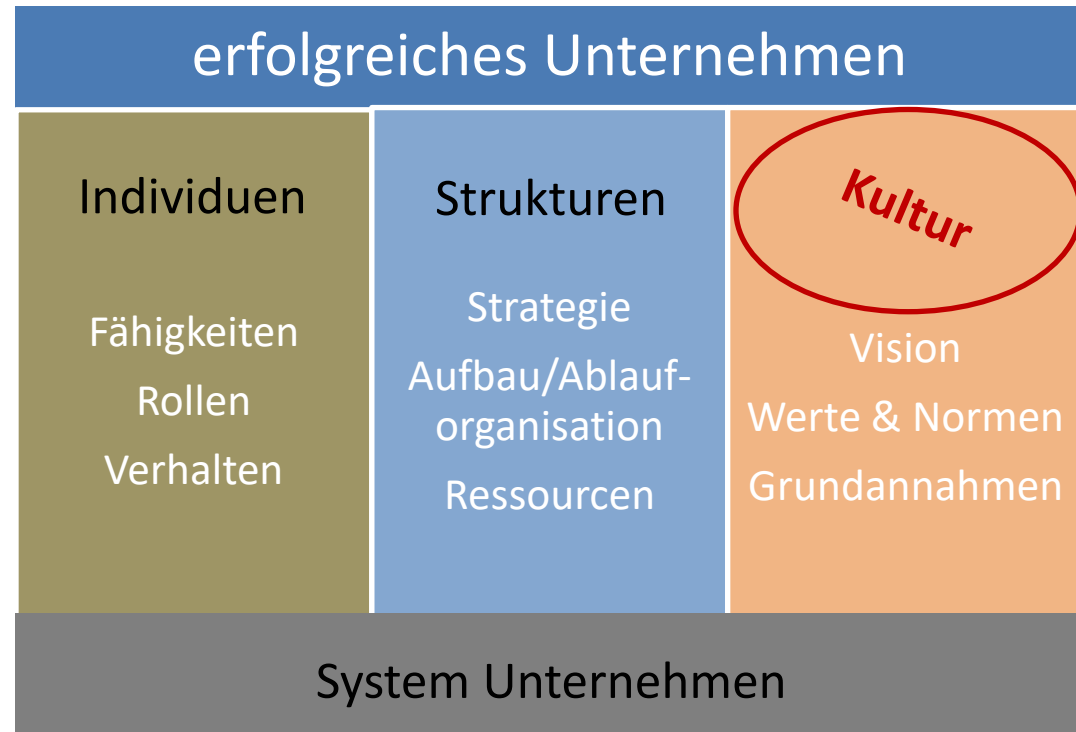 erfolgreiches Unternehmen
Individuen
Fähigkeiten
Rollen
Verhalten
Strukturen
Strategie
Aufbau/Ablauf-
organisation
Ressourcen
Kultur
Vision
Werte & Normen
Grundannahmen
System Unternehmen